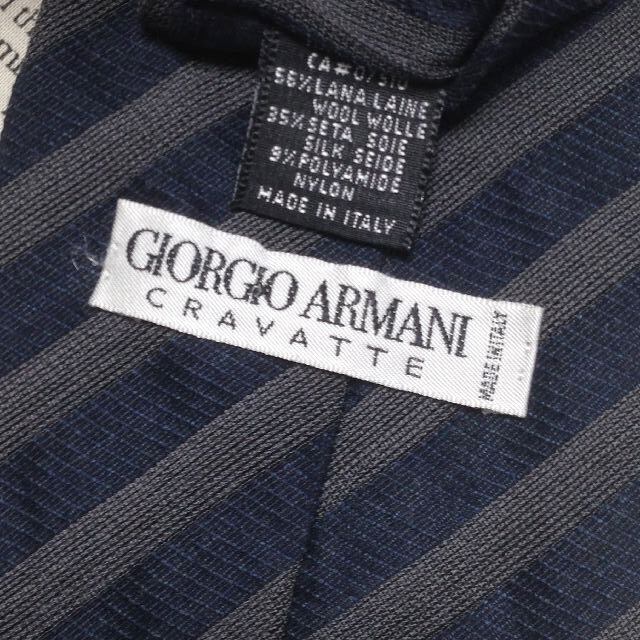 56% LANA LAINE
WOOL WOLLE
35% SETA SOIE
SILK SEIDE
9% POLYAMIDE
NYLON
MADE IN ITALY
GIORGIO ARMANI
CRAVATTE
MADE IN ITALY